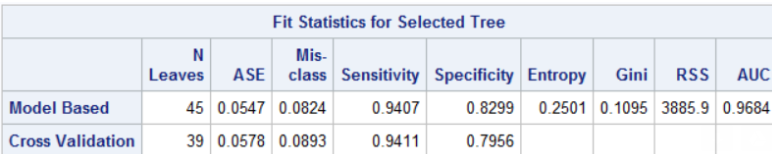 Fit Statistics for Selected Tree
N Leaves ASE Mis-class Sensitivity Specificity Entropy Gini RSS AUC
Model Based 45 0.0547 0.0824 0.9407 0.8299 0.2501 0.1095 3885.9 0.9684
Cross Validation 39 0.0578 0.0893 0.9411 0.7956